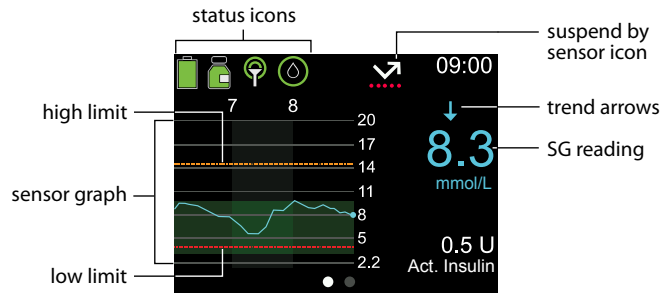 status icons
suspend by
sensor icon
09:00
7 8
high limit
trend arrows
20
17
14
11
8
5
2.2
8.3
SG reading
mmol/L
sensor graph
0.5 U
Act. Insulin
low limit